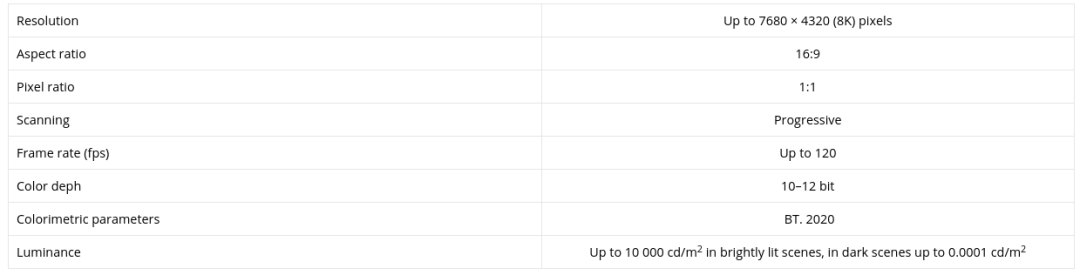 Resolution Up to 7680 × 4320 (8K) pixels
Aspect ratio 16:9
Pixel ratio 1:1
Scanning Progressive
Frame rate (fps) Up to 120
Color deph 10–12 bit
Colorimetric parameters BT. 2020
Luminance Up to 10 000 cd/m² in brightly lit scenes, in dark scenes up to 0.0001 cd/m²